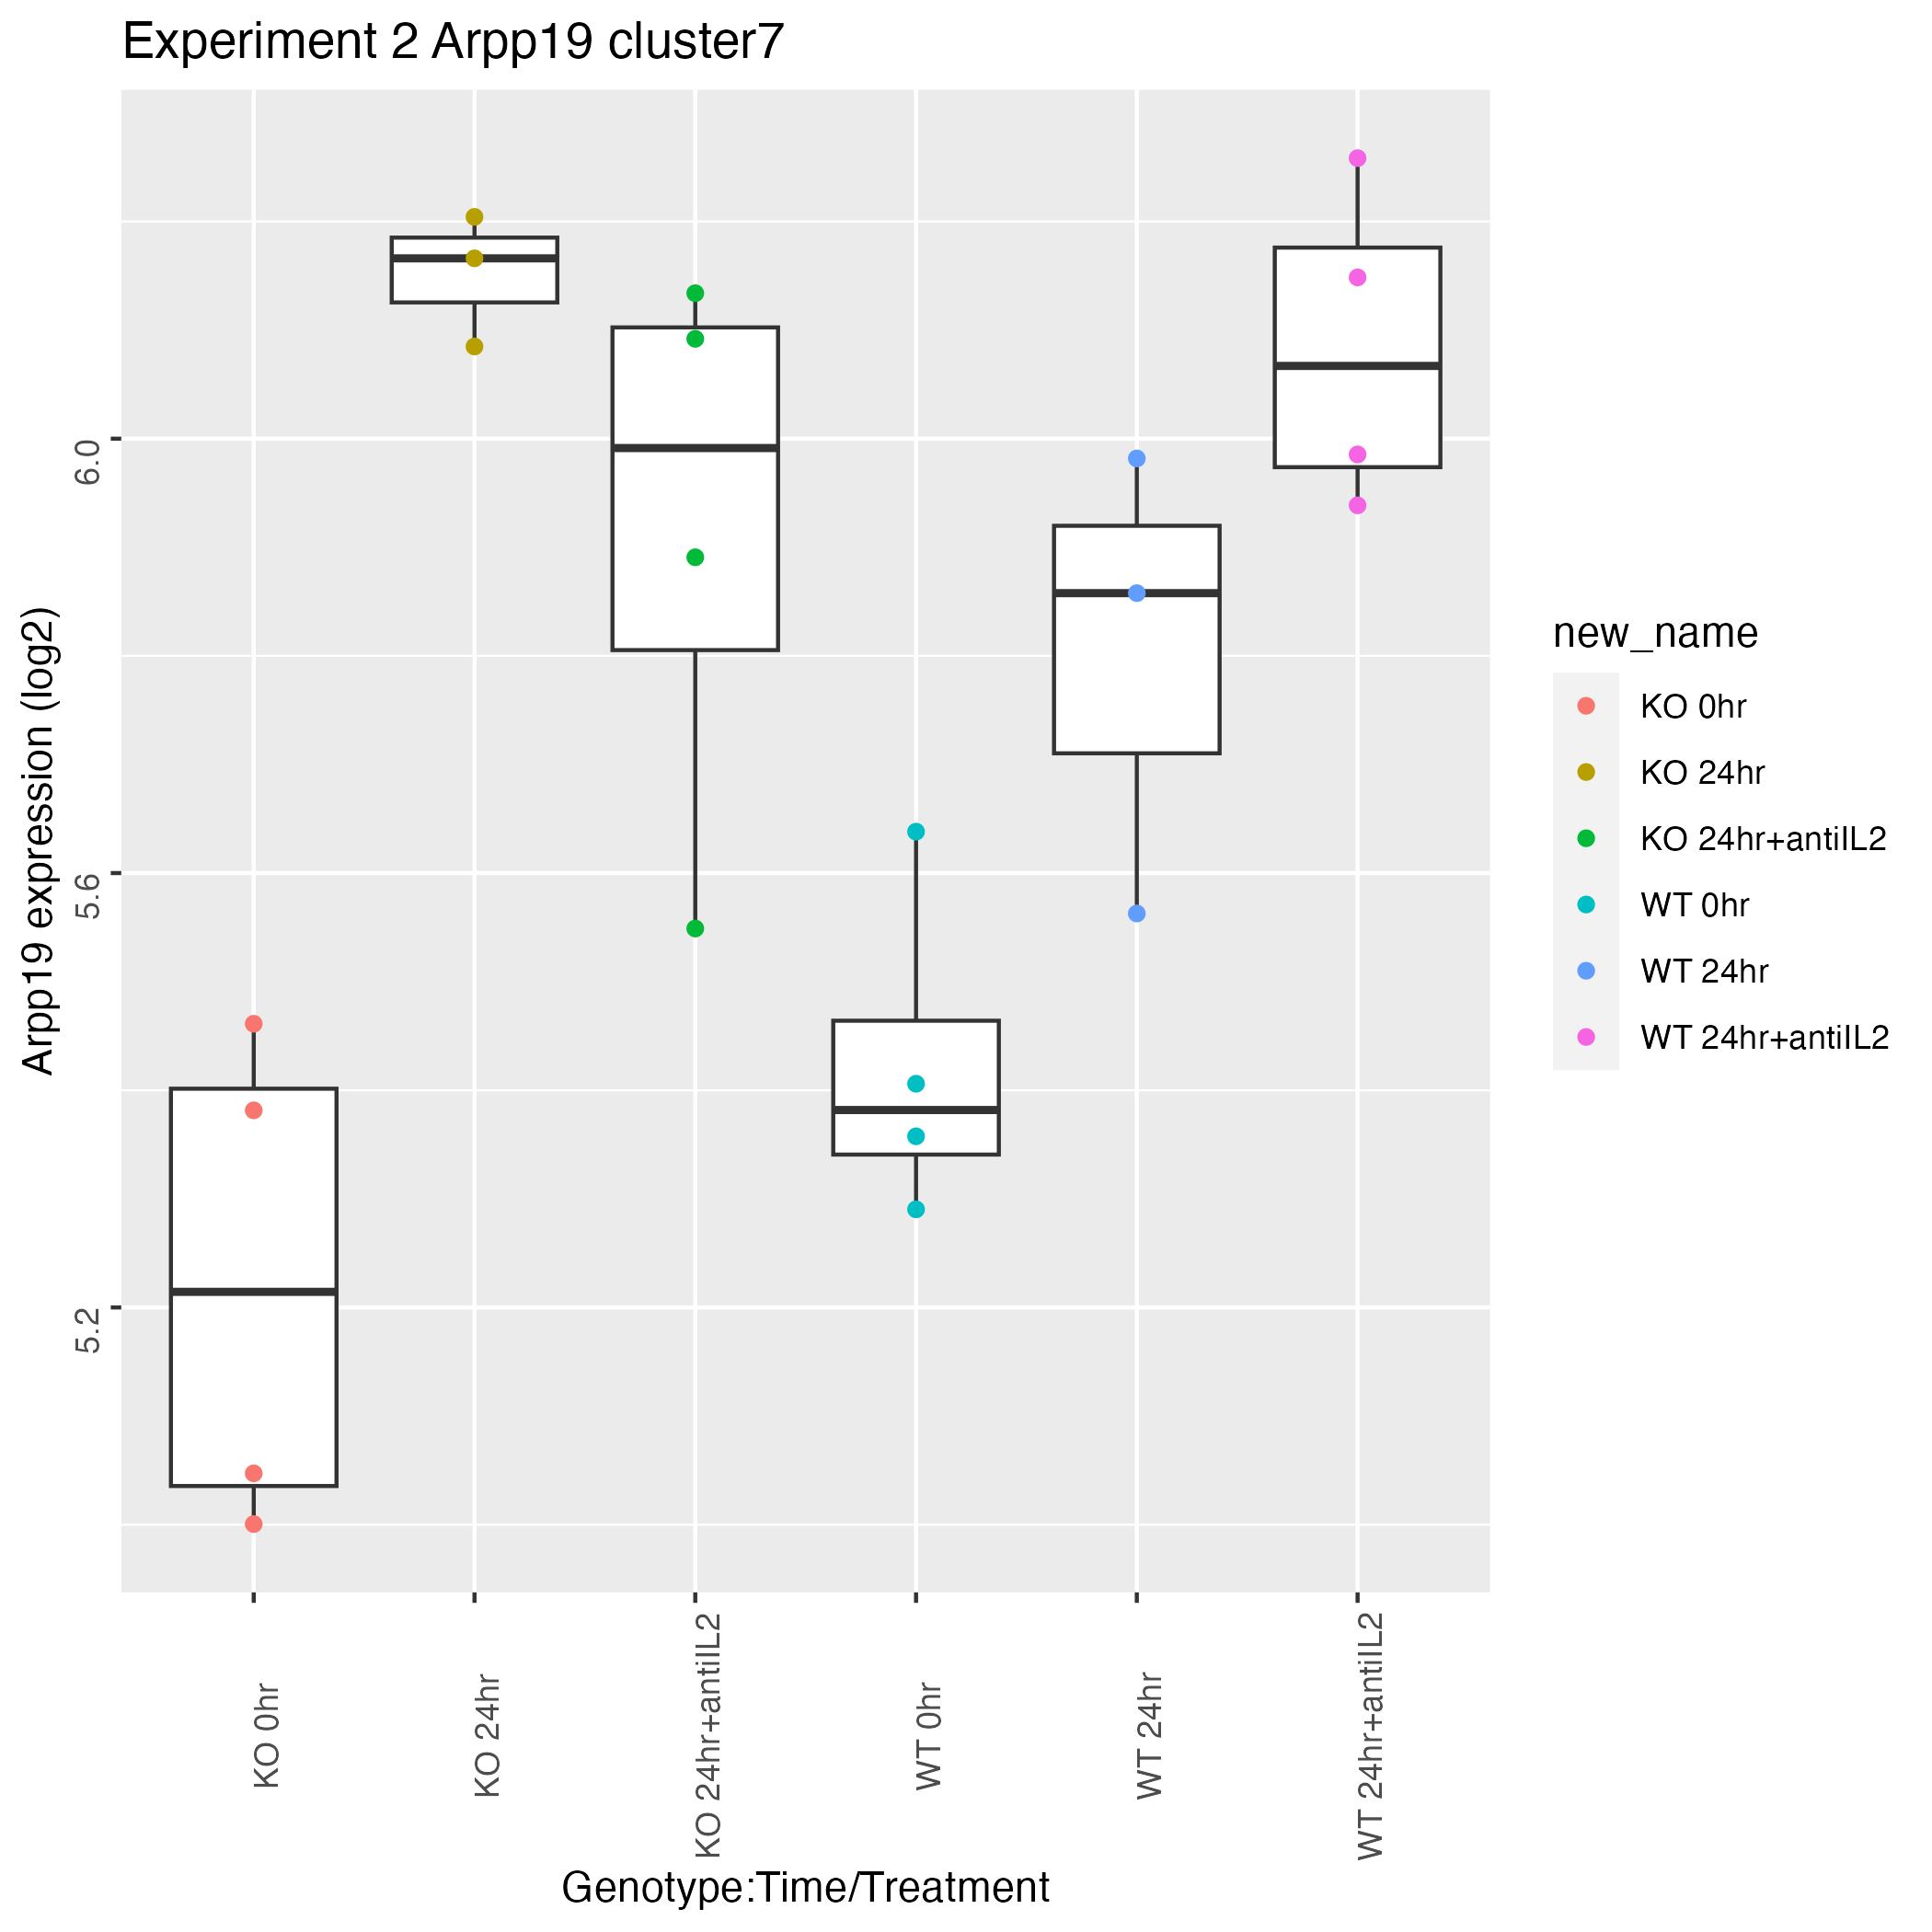 Experiment 2 Arpp19 cluster7
Arpp19 expression (log2)
6.0
5.6
5.2
KO 0hr
KO 24hr
KO 24hr+antiIL2
WT 0hr
WT 24hr
WT 24hr+antiIL2
Genotype:Time/Treatment
new_name
KO 0hr
KO 24hr
KO 24hr+antiIL2
WT 0hr
WT 24hr
WT 24hr+antiIL2